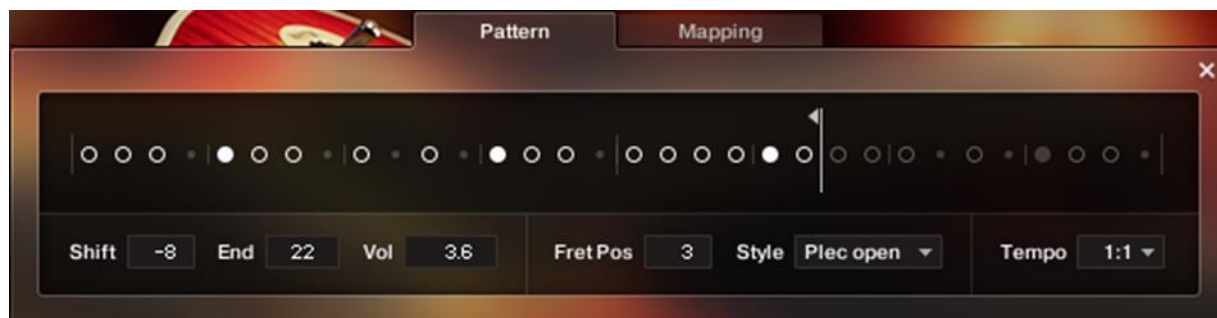 Pattern Mapping
Shift -8 End 22 Vol 3.6 Fret Pos 3 Style Plec open Tempo 1:1